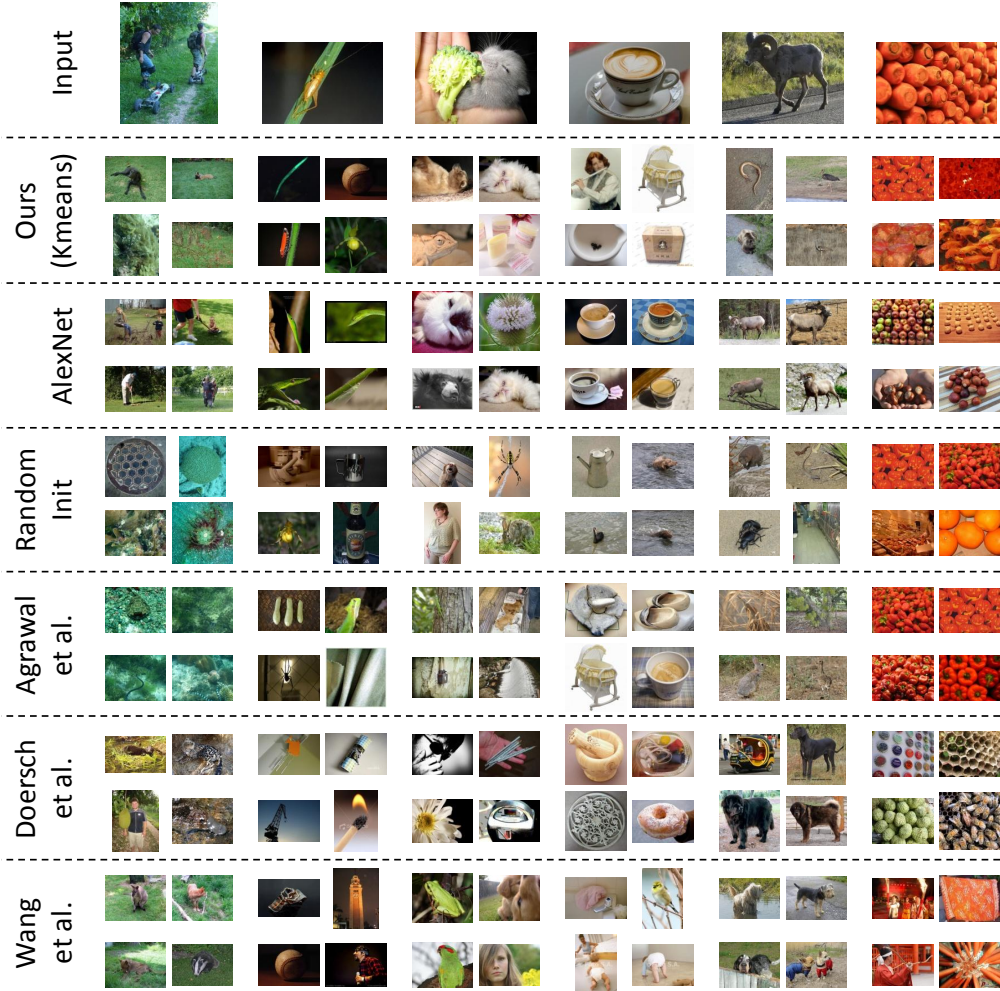 Input
Ours
(Kmeans)
AlexNet
Random
Init
Agrawal
et al.
Doersch
et al.
Wang
et al.